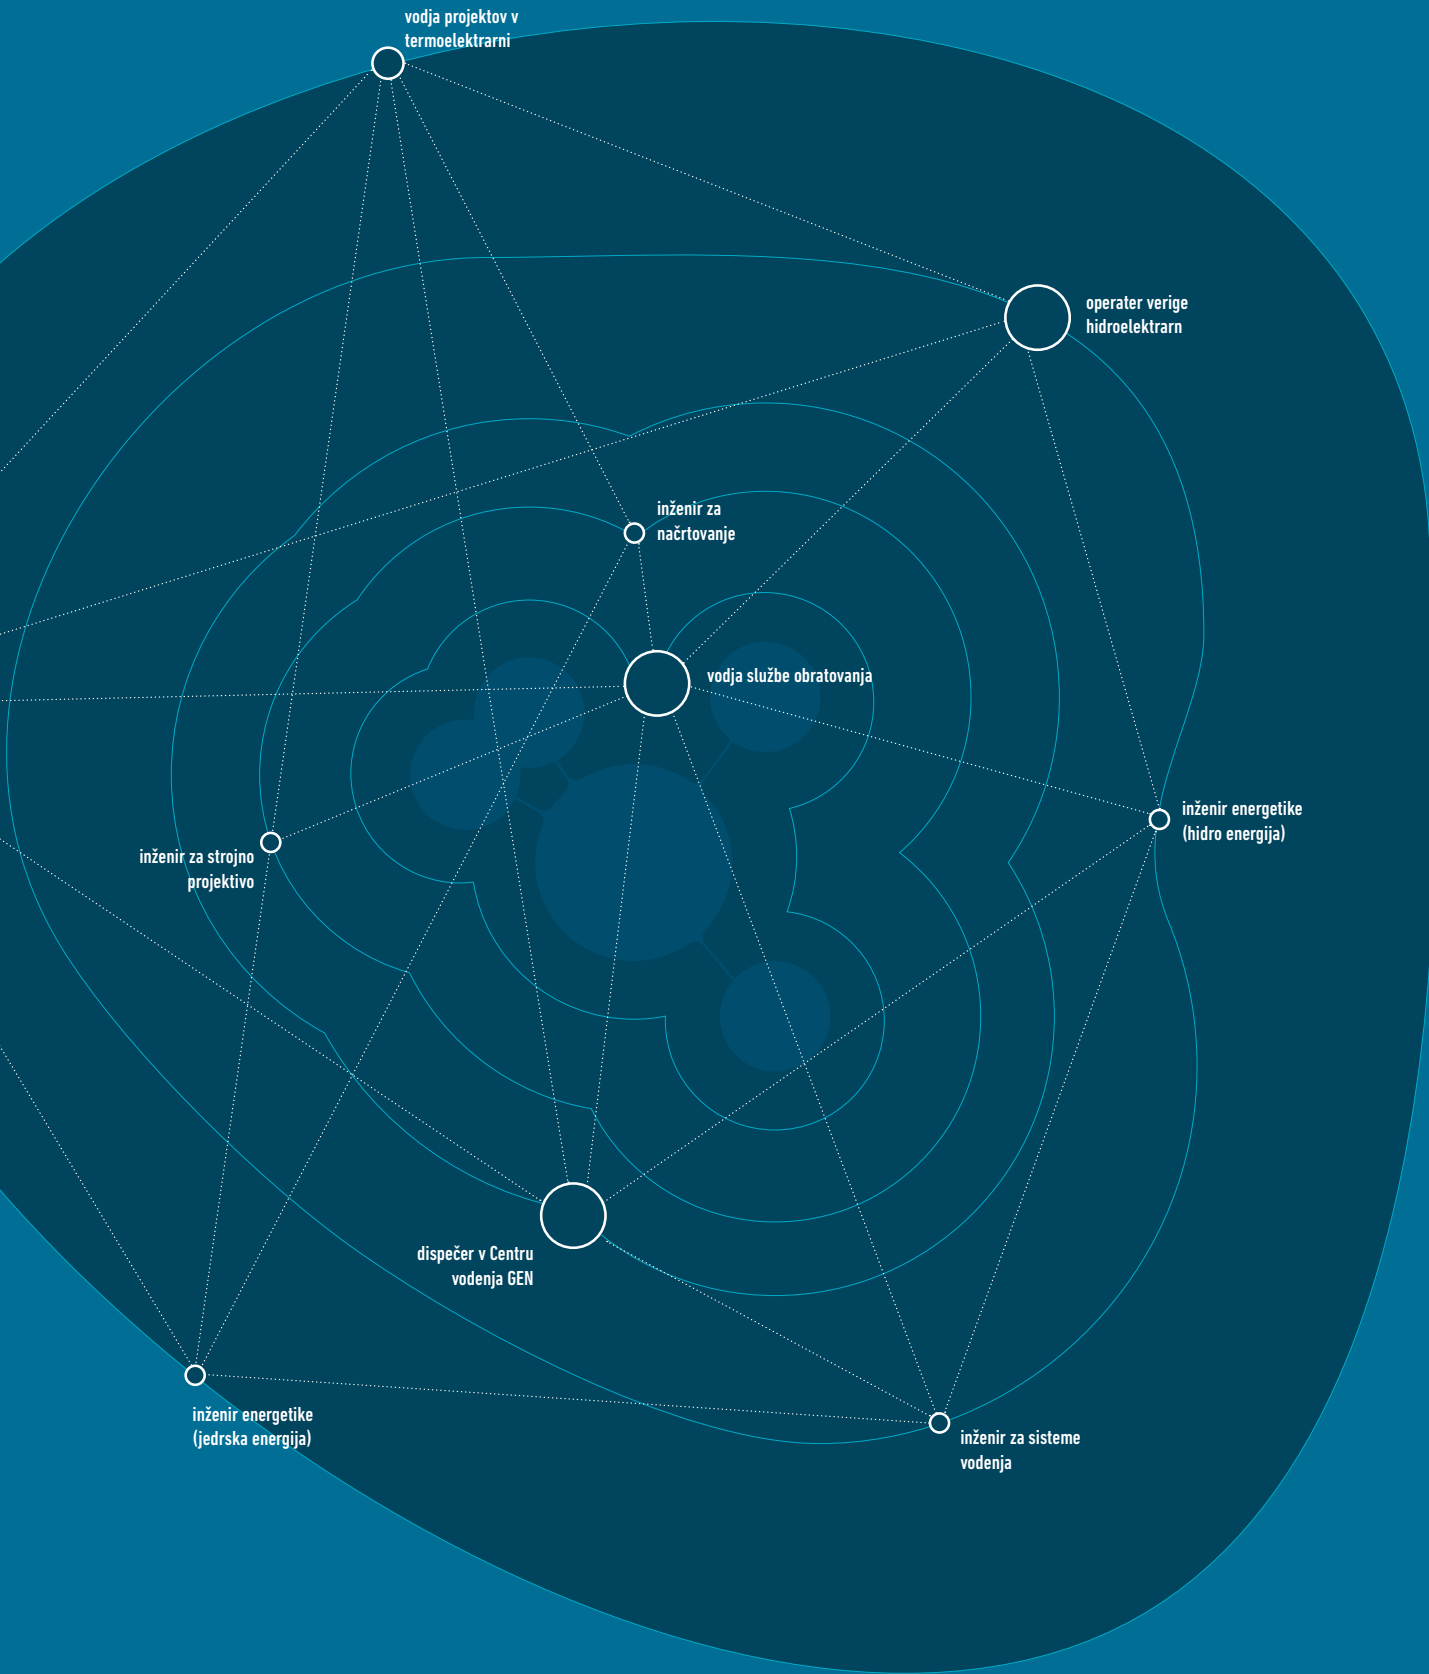 vodja projektov v
termoelektrarni
operater verige
hidroelektrarn
inženir za
načrtovanje
vodja službe obratovanja
inženir energetike
(hidro energija)
inženir za strojno
projektivo
dispečer v Centru
vodenja GEN
inženir energetike
(jedrska energija)
inženir za sisteme
vodenja